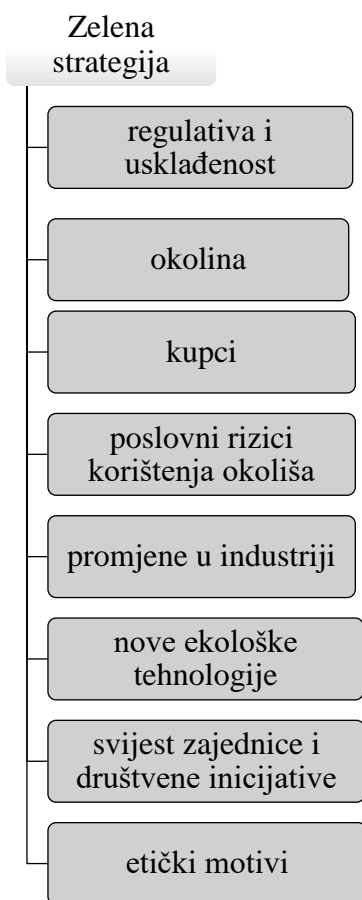 Zelena
strategija
regulativa i
usklađenost
okolina
kupci
poslovni rizici
korištenja okoliša
promjene u industriji
nove ekološke
tehnologije
svijest zajednice i
društvene inicijative
etički motivi